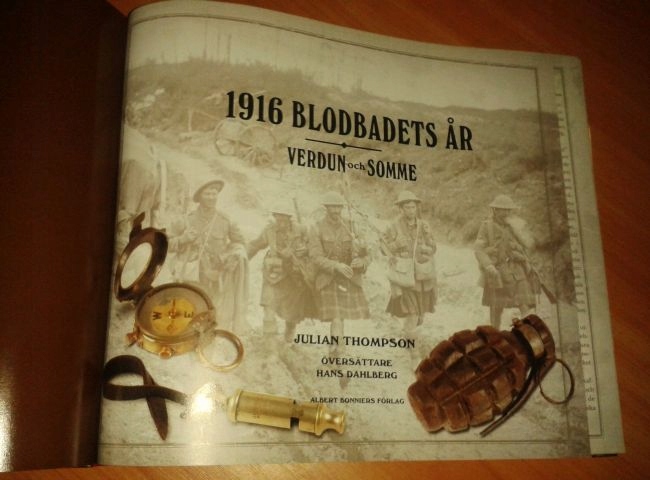 1916 BLODBADETS ÅR
VERDUN och SOMME
JULIAN THOMPSON
ÖVERSÄTTARE
HANS DAHLBERG
ALBERT BONNIERS FÖRLAG
W
E